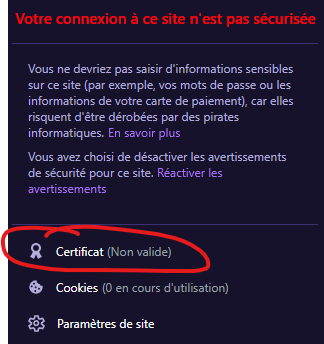 Votre connexion à ce site n'est pas sécurisée
Vous ne devriez pas saisir d'informations sensibles
sur ce site (par exemple, vos mots de passe ou les
informations de votre carte de paiement), car elles
risquent d'être dérobées par des pirates
informatiques. En savoir plus
Vous avez choisi de désactiver les avertissements
de sécurité pour ce site. Réactiver les
avertissements
Certificat (Non valide)
Cookies (0 en cours d'utilisation)
Paramètres de site